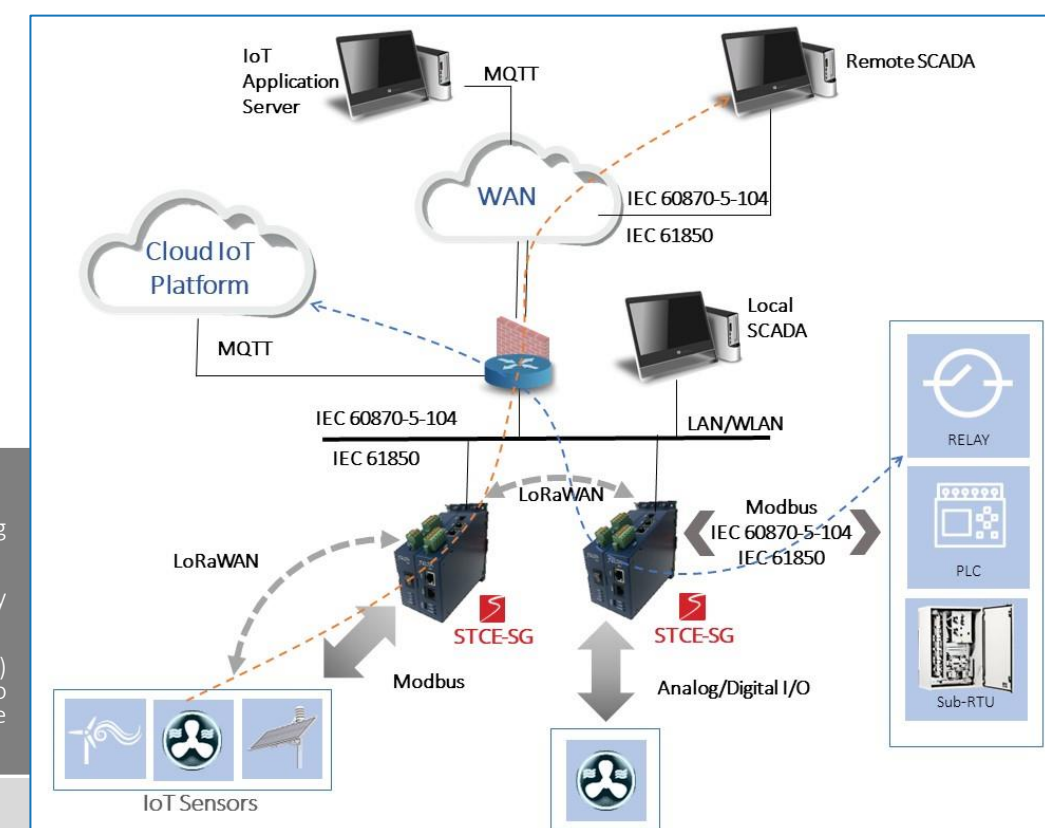 IoT
Application
Server
MQTT
Remote SCADA
WAN
IEC 60870-5-104
IEC 61850
Cloud IoT
Platform
Local
SCADA
MQTT
IEC 60870-5-104
LAN/WLAN
IEC 61850
RELAY
LoRaWAN
Modbus
IEC 60870-5-104
IEC 61850
LoRaWAN
PLC
STCE-SG
STCE-SG
Modbus
Analog/Digital I/O
Sub-RTU
IoT Sensors